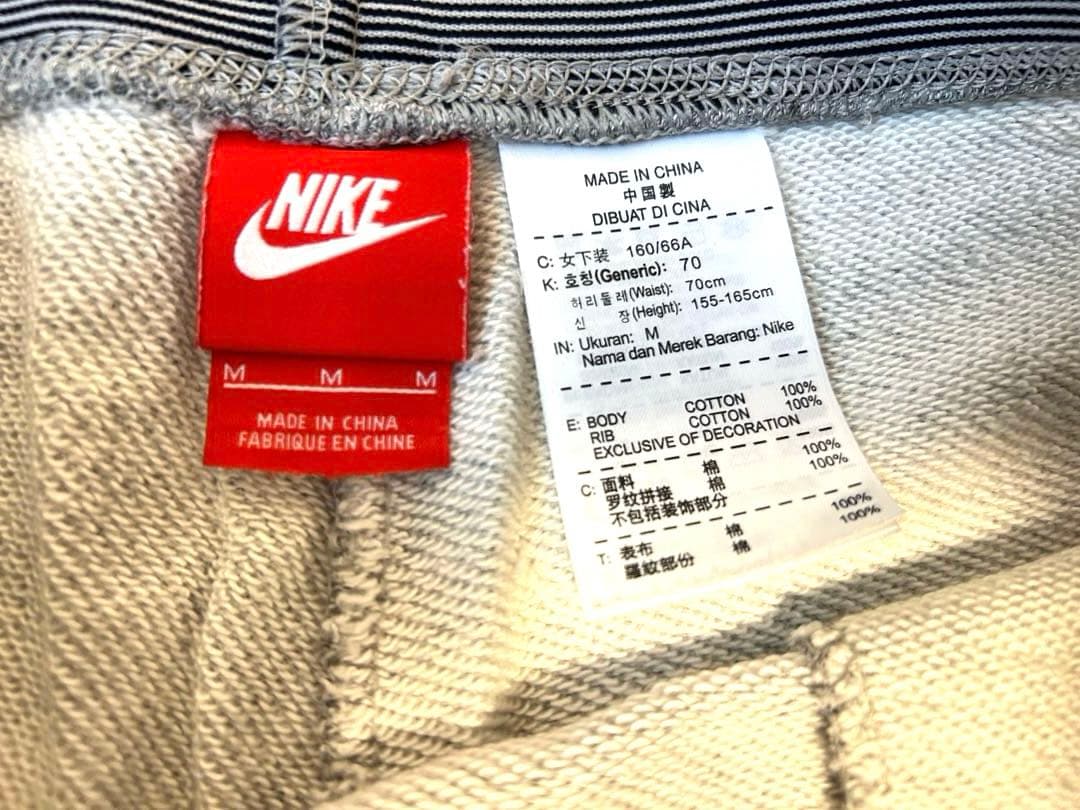 NIKE
M M M
MADE IN CHINA
FABRIQUE EN CHINE
MADE IN CHINA
中国製
DIBUAT DI CINA
C: 女下装 160/66A
K: 호칭(Generic): 70
허리둘레(Waist): 70cm
신 장(Height): 155-165cm
IN: Ukuran: M
Nama dan Merek Barang: Nike
E: BODY COTTON 100%
RIB COTTON 100%
EXCLUSIVE OF DECORATION
C: 面料 棉 100%
罗纹拼接 棉 100%
不包括装饰部分
T: 表布 棉 100%
羅紋部份 棉 100%